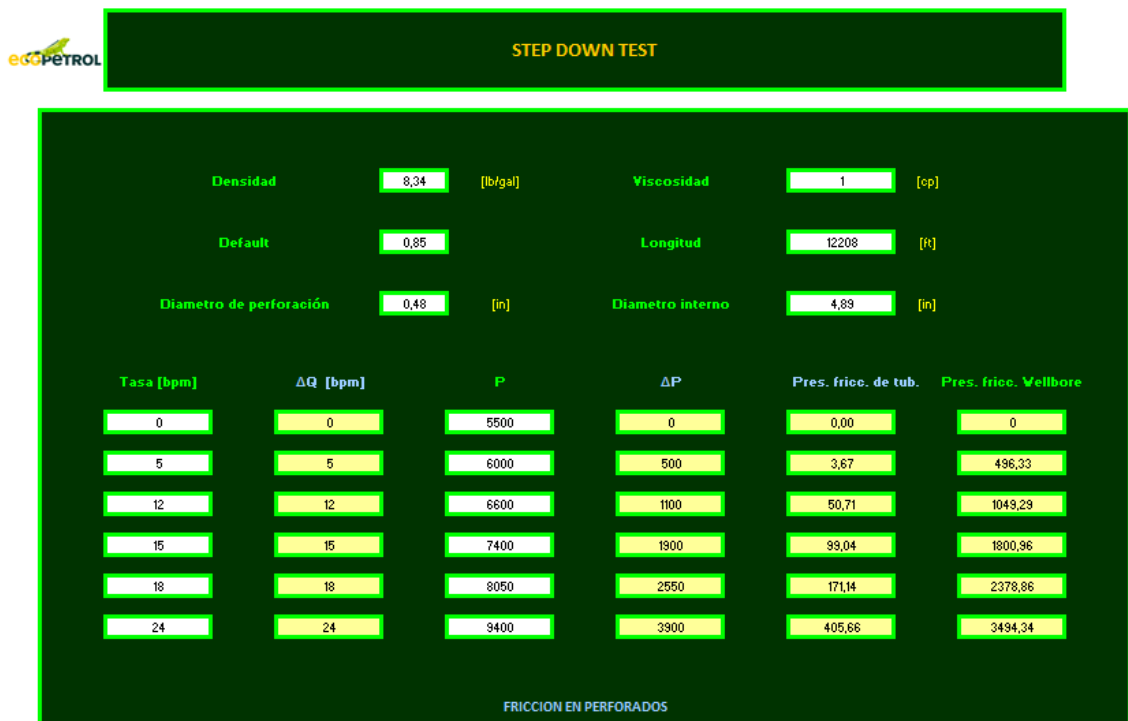 STEP DOWN TEST
ecoPETROL
Densidad 8,34 [lb/gal] Viscosidad 1 [cp]
Default 0,85 Longitud 12208 [ft]
Diametro de perforación 0,48 [in] Diametro interno 4,89 [in]
Tasa [bpm] ΔQ [bpm] P ΔP Pres. fricc. de tub. Pres. fricc. Wellbore
0 0 5500 0 0,00 0
5 5 6000 500 3,67 496,33
12 12 6600 1100 50,71 1049,29
15 15 7400 1900 99,04 1800,96
18 18 8050 2550 171,14 2378,86
24 24 9400 3900 405,66 3494,34
FRICCION EN PERFORADOS